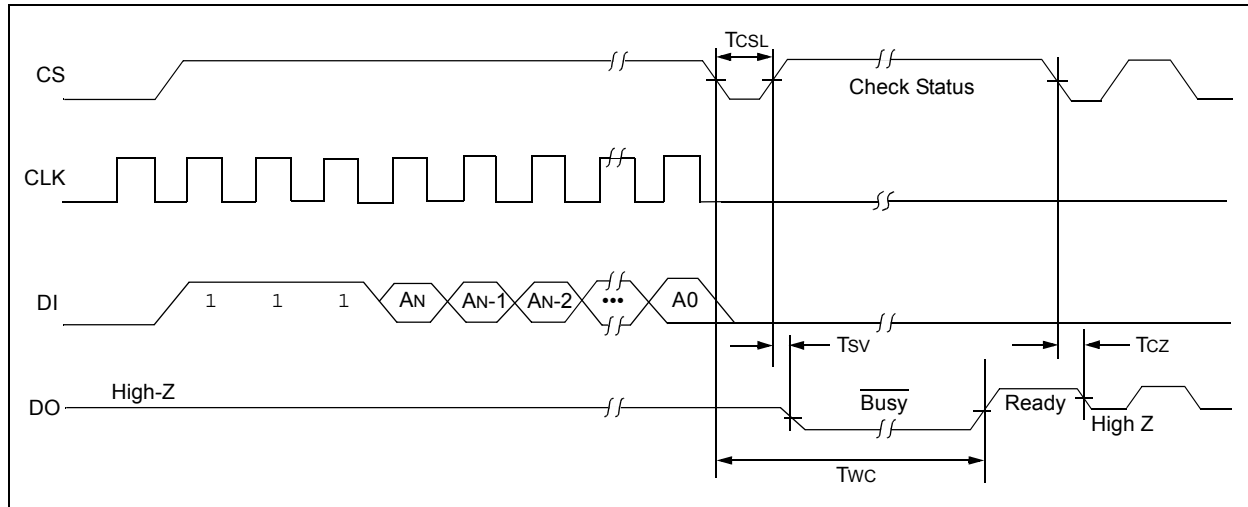 TCSL
CS
Check Status
CLK
DI
1 1 1 AN AN-1 AN-2 ••• A0
TSV
TCZ
High-Z
DO
Busy
Ready
High Z
TWC